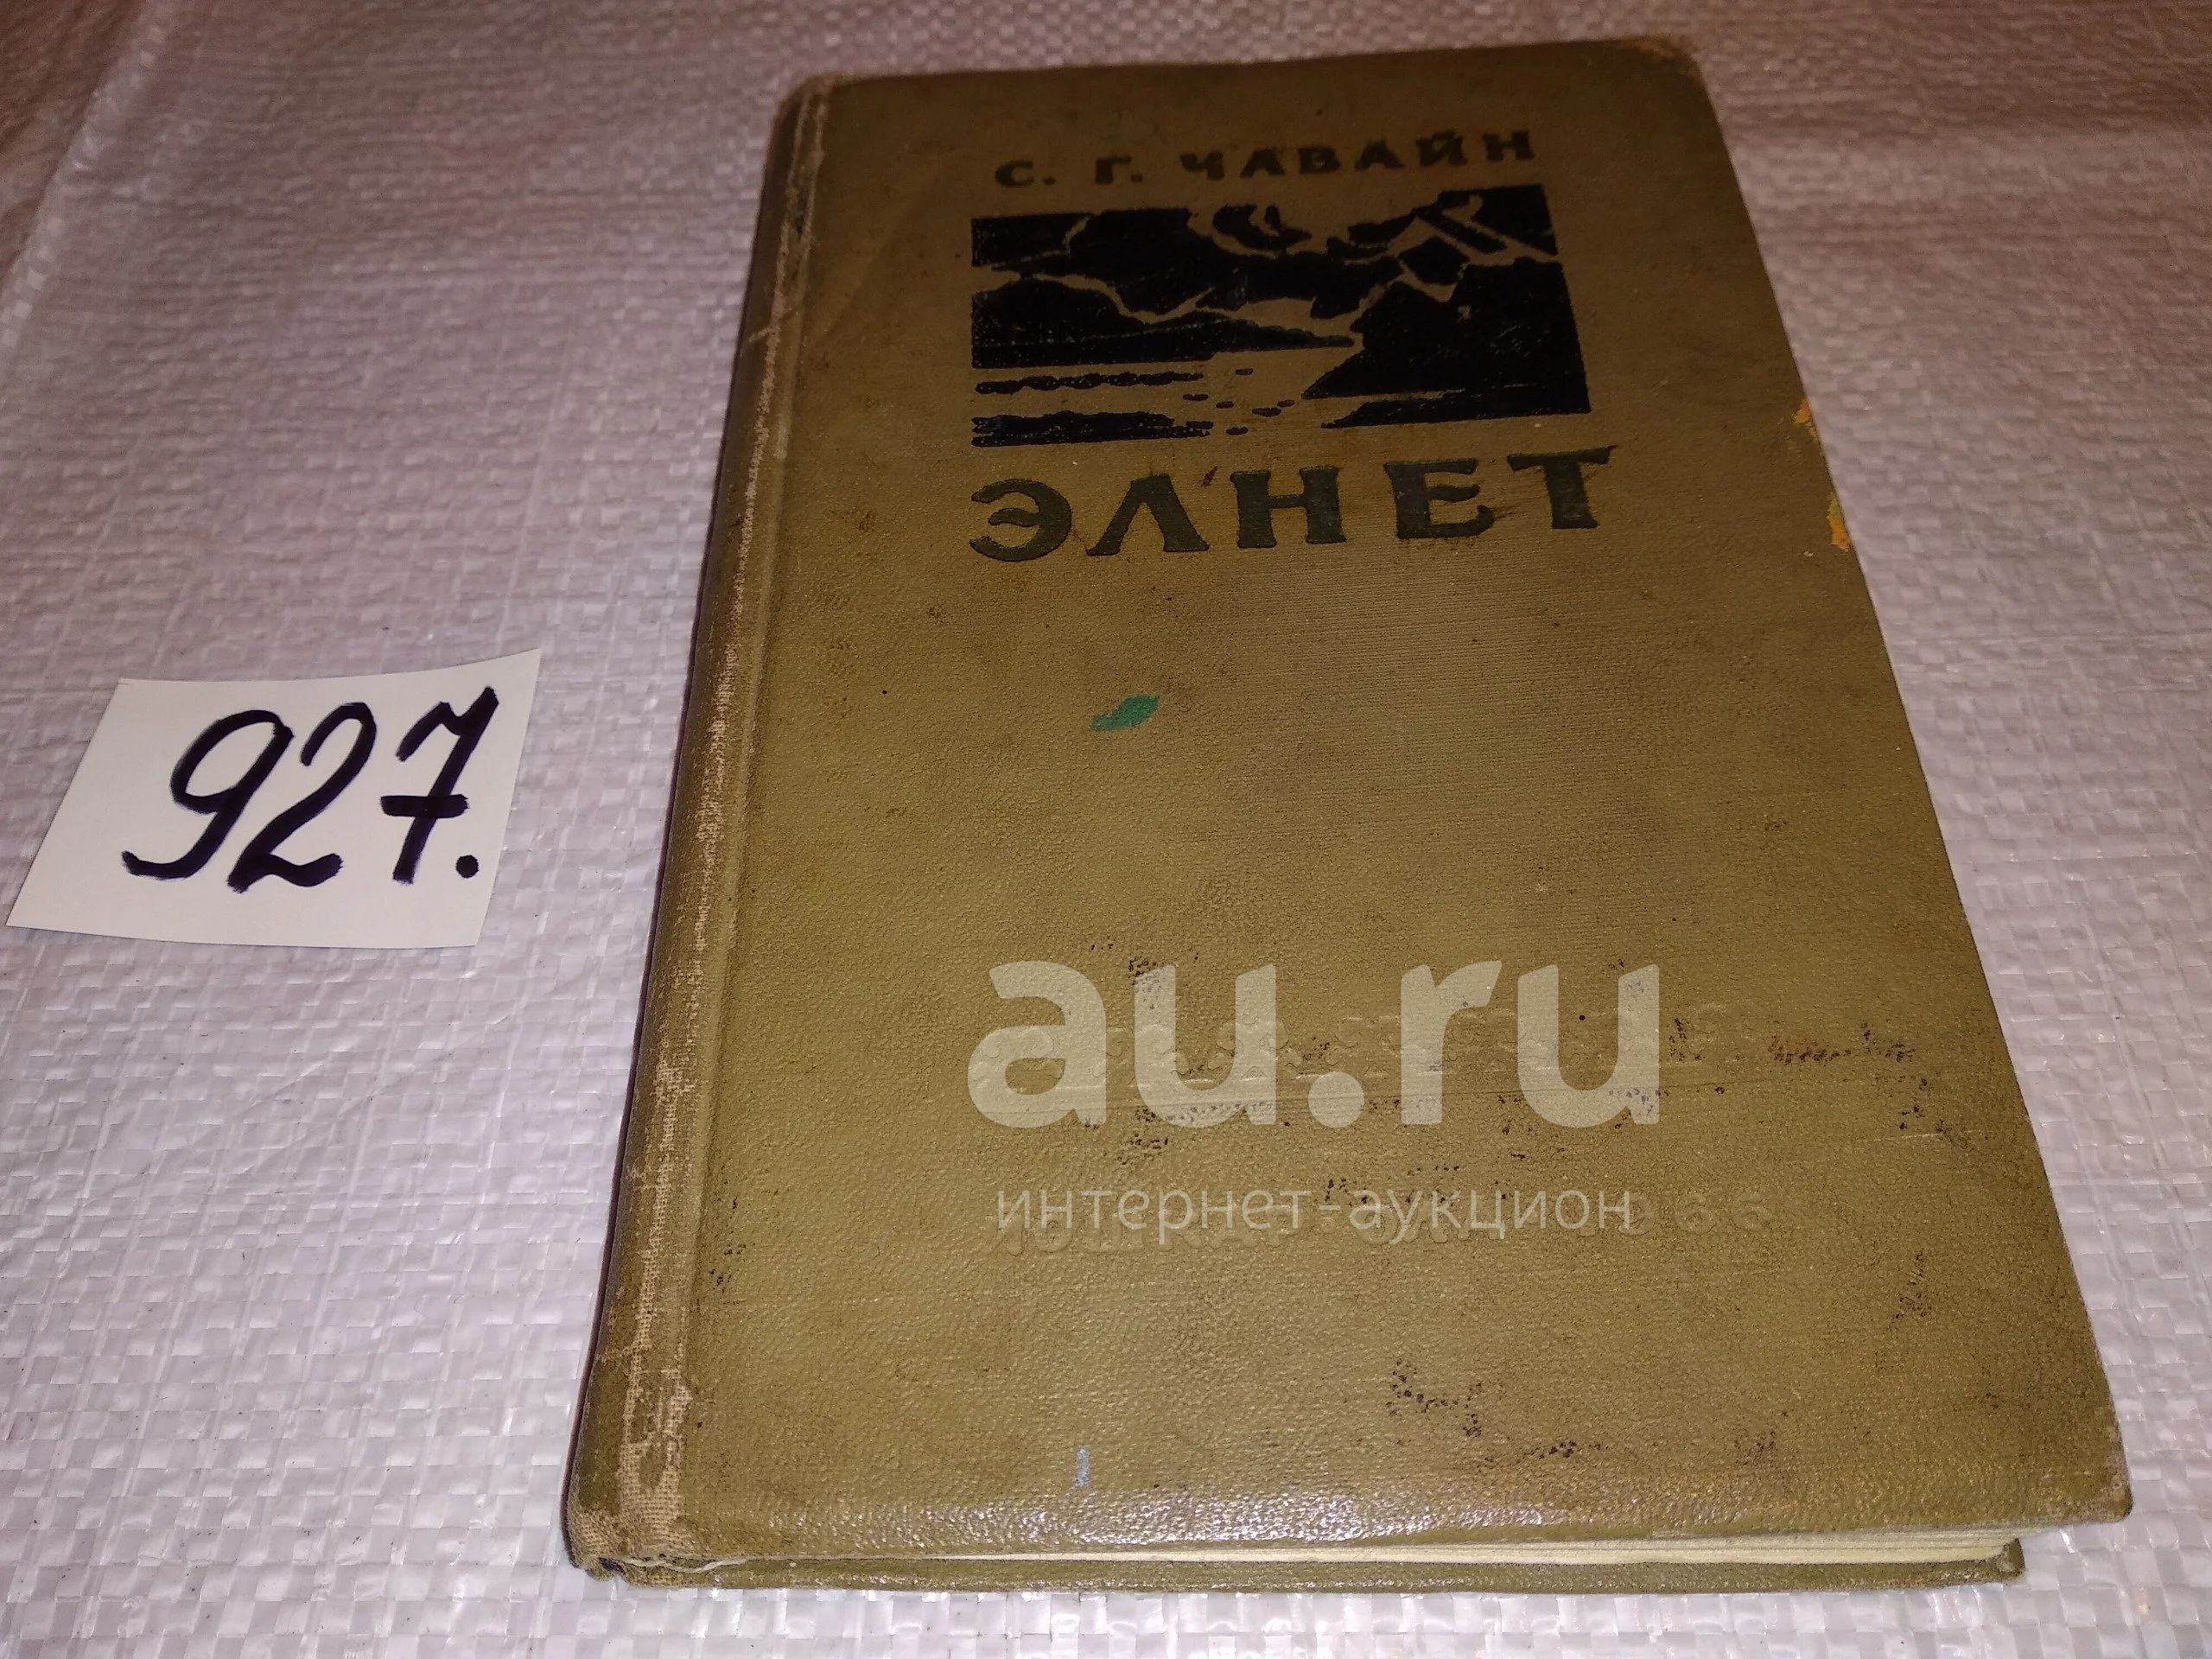 С. Г. ЧАВАЙН
ЭЛНЕТ
927.
au.ru
интернет-аукцион